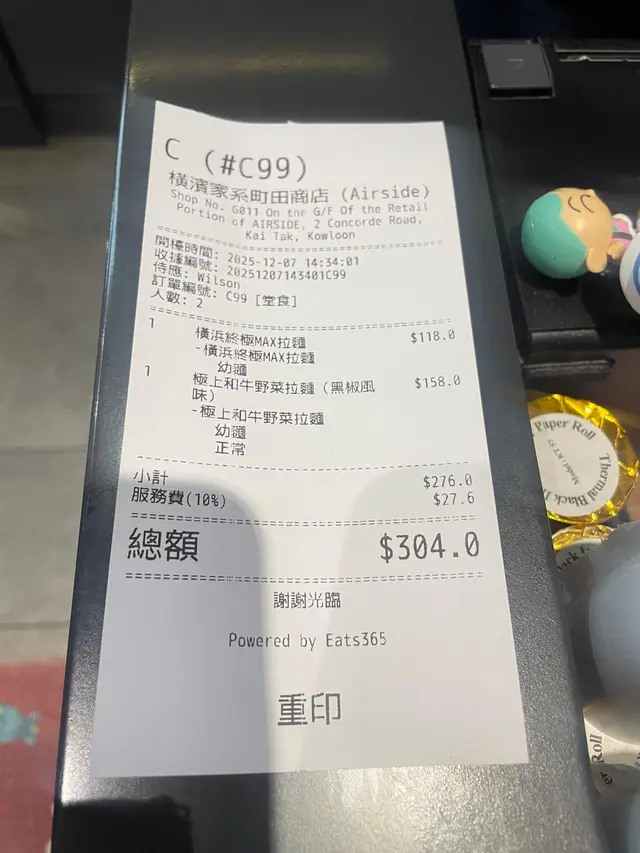 C (#C99)
橫濱家系町田商店 (Airside)
Shop No. G011 On the G/F Of the Retail
Portion of AIRSIDE, 2 Concorde Road,
Kai Tak, Kowloon
開檯時間: 2025-12-07 14:34:01
收據編號: 20251207143401C99
侍應: Wilson
訂單編號: C99 [堂食]
人數: 2
1 橫浜終極MAX拉麵 $118.0
-橫浜終極MAX拉麵
幼麵
1 極上和牛野菜拉麵 (黑椒風 $158.0
味)
-極上和牛野菜拉麵
幼麵
正常
小計 $276.0
服務費(10%) $27.6
總額 $304.0
謝謝光臨
Powered by Eats365
重印
Paper Roll
Thermal Black I
Model: KT57